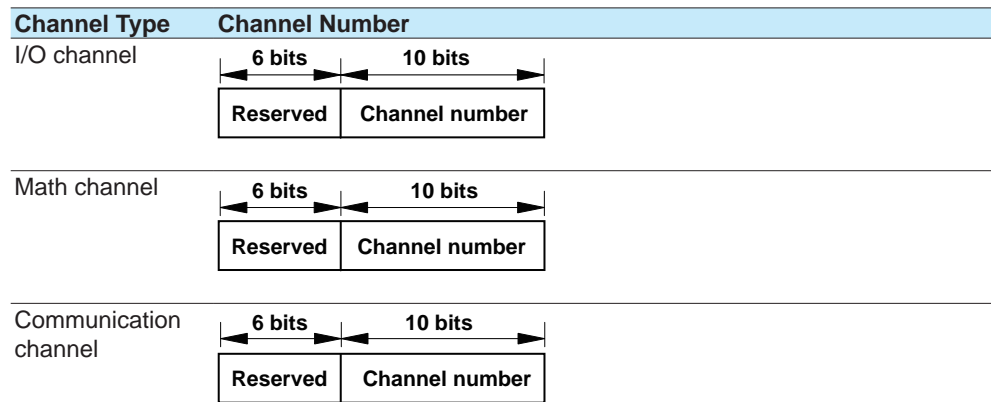 Channel Type Channel Number
I/O channel
6 bits 10 bits
Reserved Channel number
Math channel
6 bits 10 bits
Reserved Channel number
Communication
channel
6 bits 10 bits
Reserved Channel number